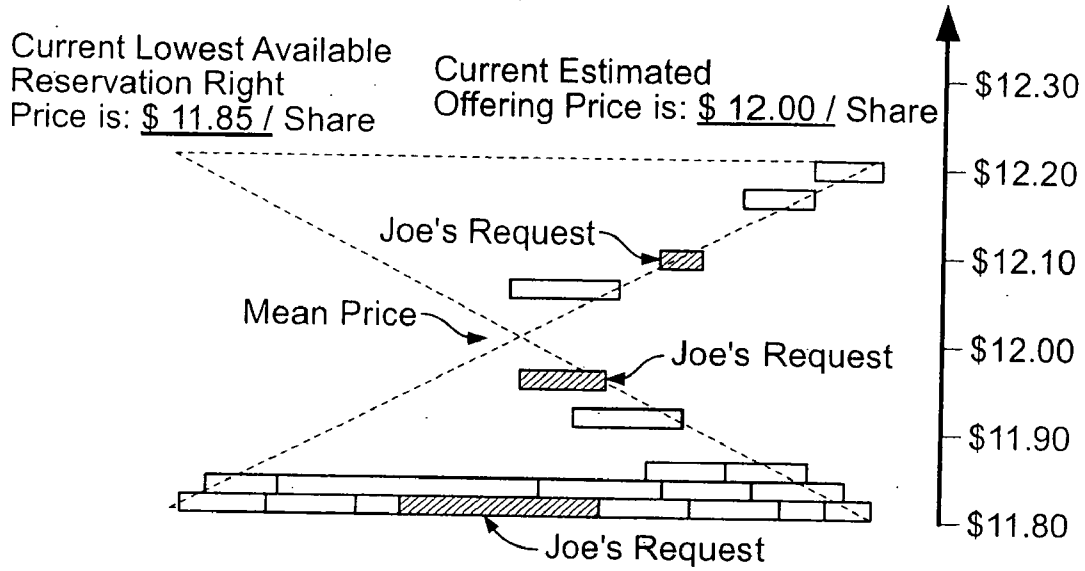 Current Lowest Available
Reservation Right
Price is: $ 11.85 / Share
Current Estimated
Offering Price is: $ 12.00 / Share
$12.30
$12.20
Joe's Request
$12.10
Mean Price
$12.00
Joe's Request
$11.90
$11.80
Joe's Request